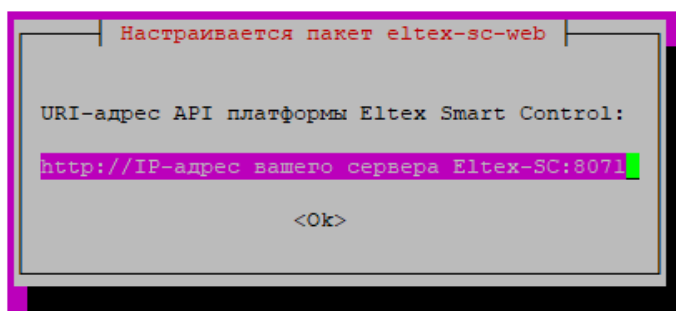 Настраивается пакет eltex-sc-web
URI-адрес API платформы Eltex Smart Control:
http://IP-адрес вашего сервера Eltex-SC:8071
<Ok>